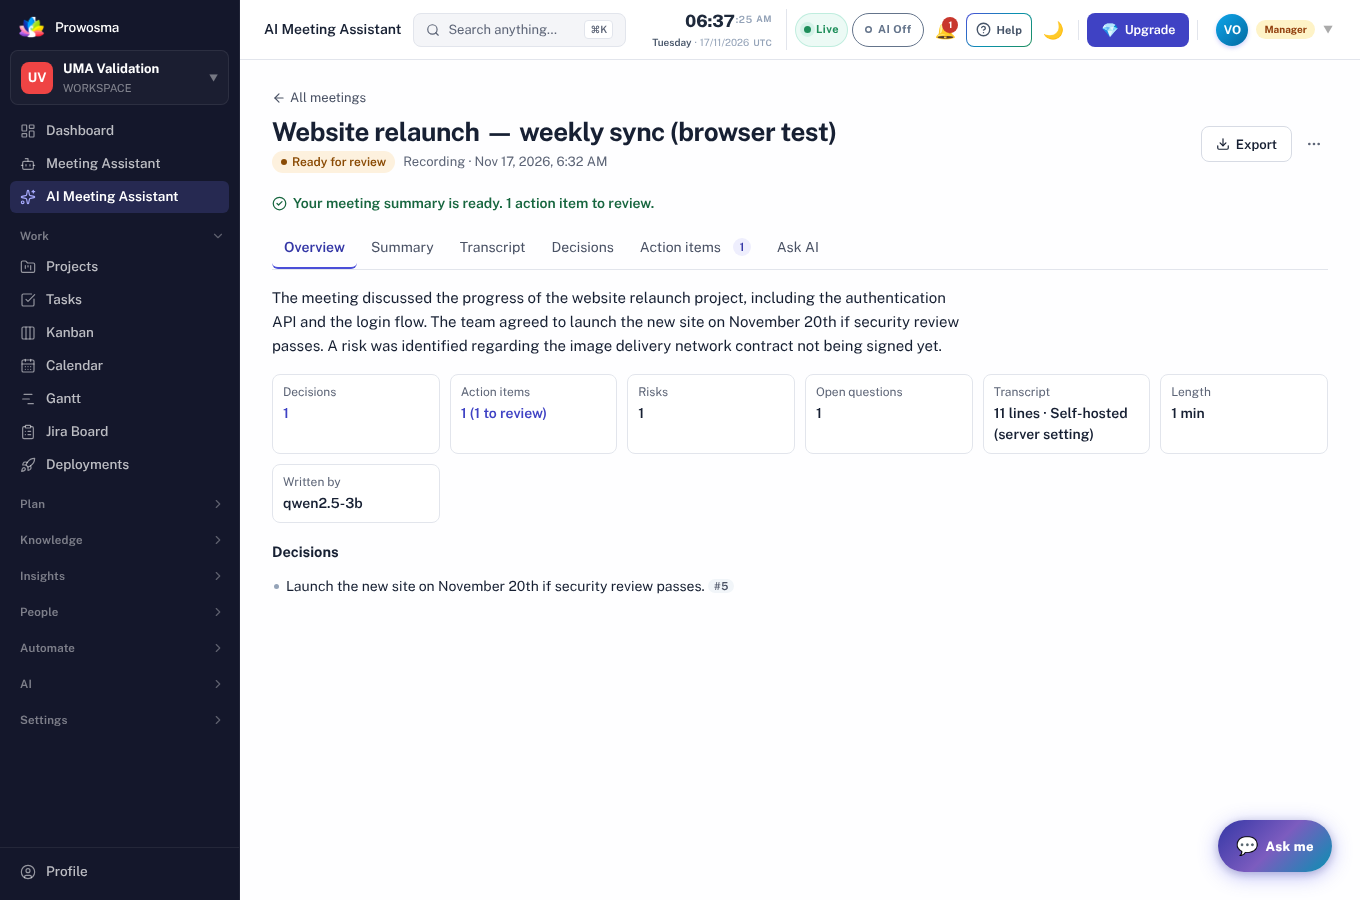 Prowosma
UV
UMA Validation
WORKSPACE
▼
Dashboard
Meeting Assistant
AI Meeting Assistant
Work
Projects
Tasks
Kanban
Calendar
Gantt
Jira Board
Deployments
Plan
Knowledge
Insights
People
Automate
AI
Settings
Profile
AI Meeting Assistant
Search anything...
⌘K
06:37:25 AM
Tuesday · 17/11/2026 UTC
Live
AI Off
1
Help
Upgrade
VO
Manager
▼
← All meetings
Website relaunch — weekly sync (browser test)
Ready for review
Recording · Nov 17, 2026, 6:32 AM
Export
···
Your meeting summary is ready. 1 action item to review.
Overview
Summary
Transcript
Decisions
Action items 1
Ask AI
The meeting discussed the progress of the website relaunch project, including the authentication
API and the login flow. The team agreed to launch the new site on November 20th if security review
passes. A risk was identified regarding the image delivery network contract not being signed yet.
Decisions
1
Action items
1 (1 to review)
Risks
1
Open questions
1
Transcript
11 lines · Self-hosted
(server setting)
Length
1 min
Written by
qwen2.5-3b
Decisions
Launch the new site on November 20th if security review passes. #5
Ask me